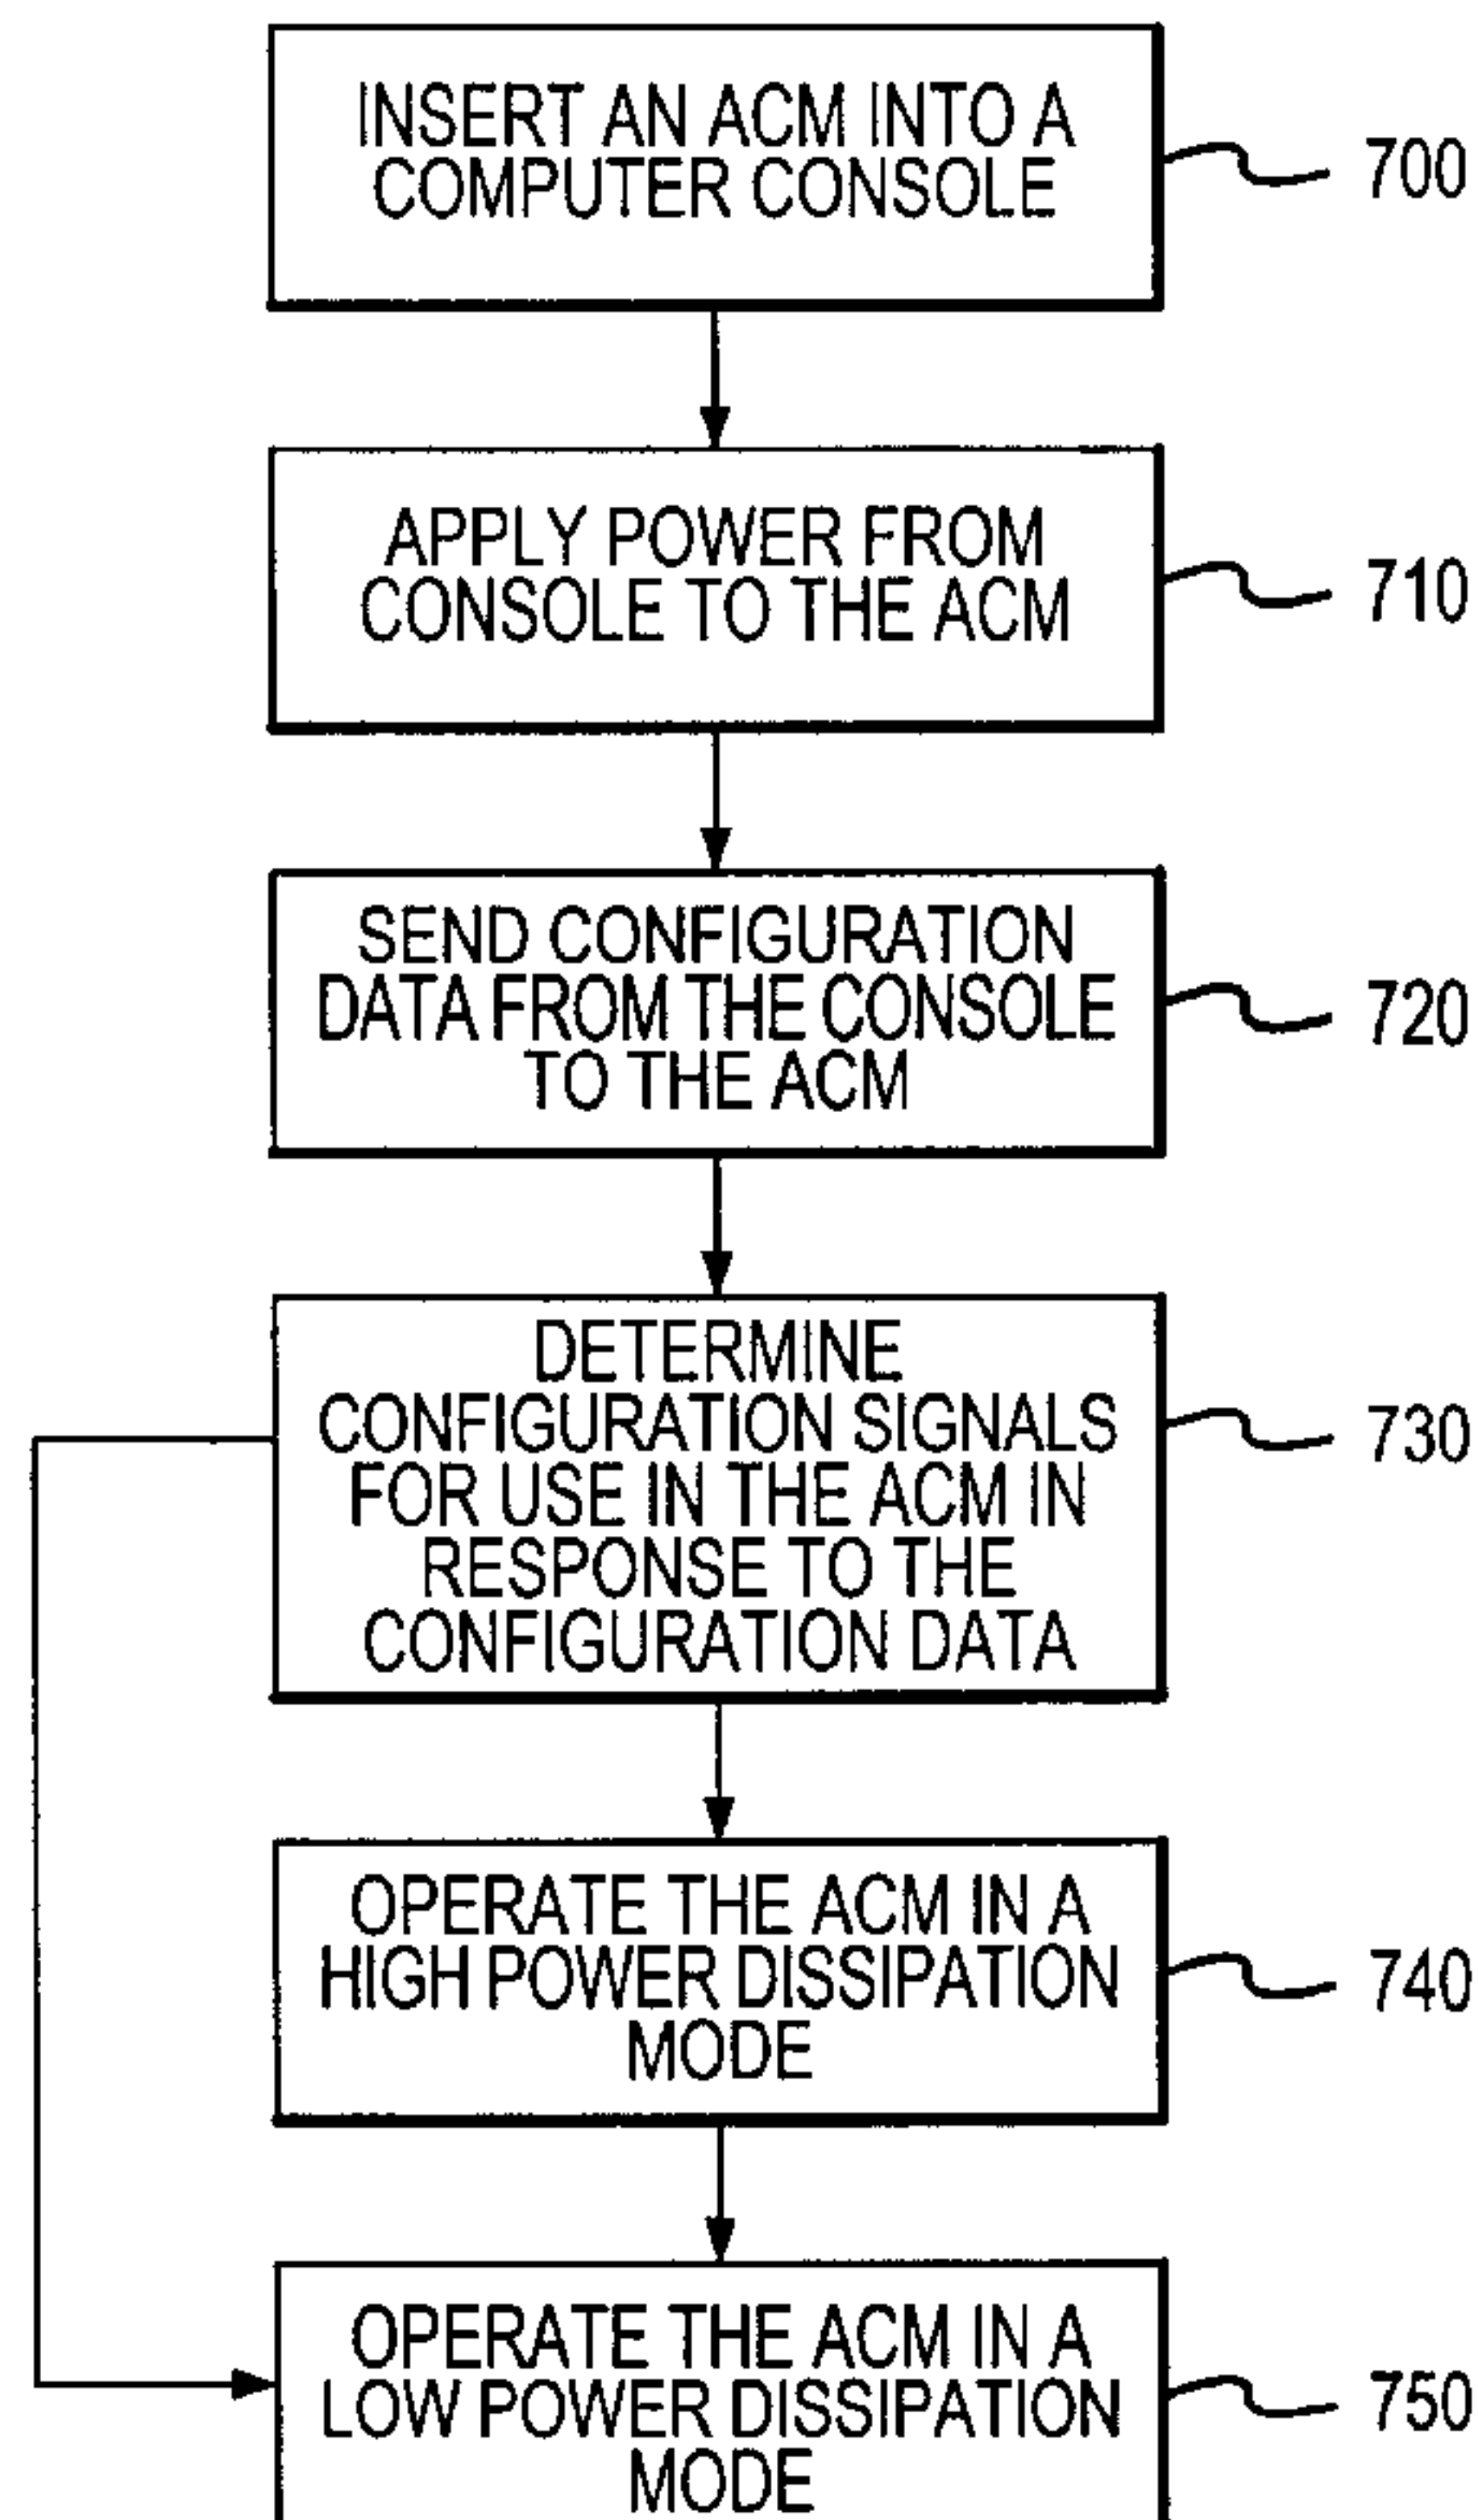 INSERT AN ACM INTO A
COMPUTER CONSOLE
700
APPLY POWER FROM
CONSOLE TO THE ACM
710
SEND CONFIGURATION
DATA FROM THE CONSOLE
TO THE ACM
720
DETERMINE
CONFIGURATION SIGNALS
FOR USE IN THE ACM IN
RESPONSE TO THE
CONFIGURATION DATA
730
OPERATE THE ACM IN A
HIGH POWER DISSIPATION
MODE
740
OPERATE THE ACM IN A
LOW POWER DISSIPATION
MODE
750